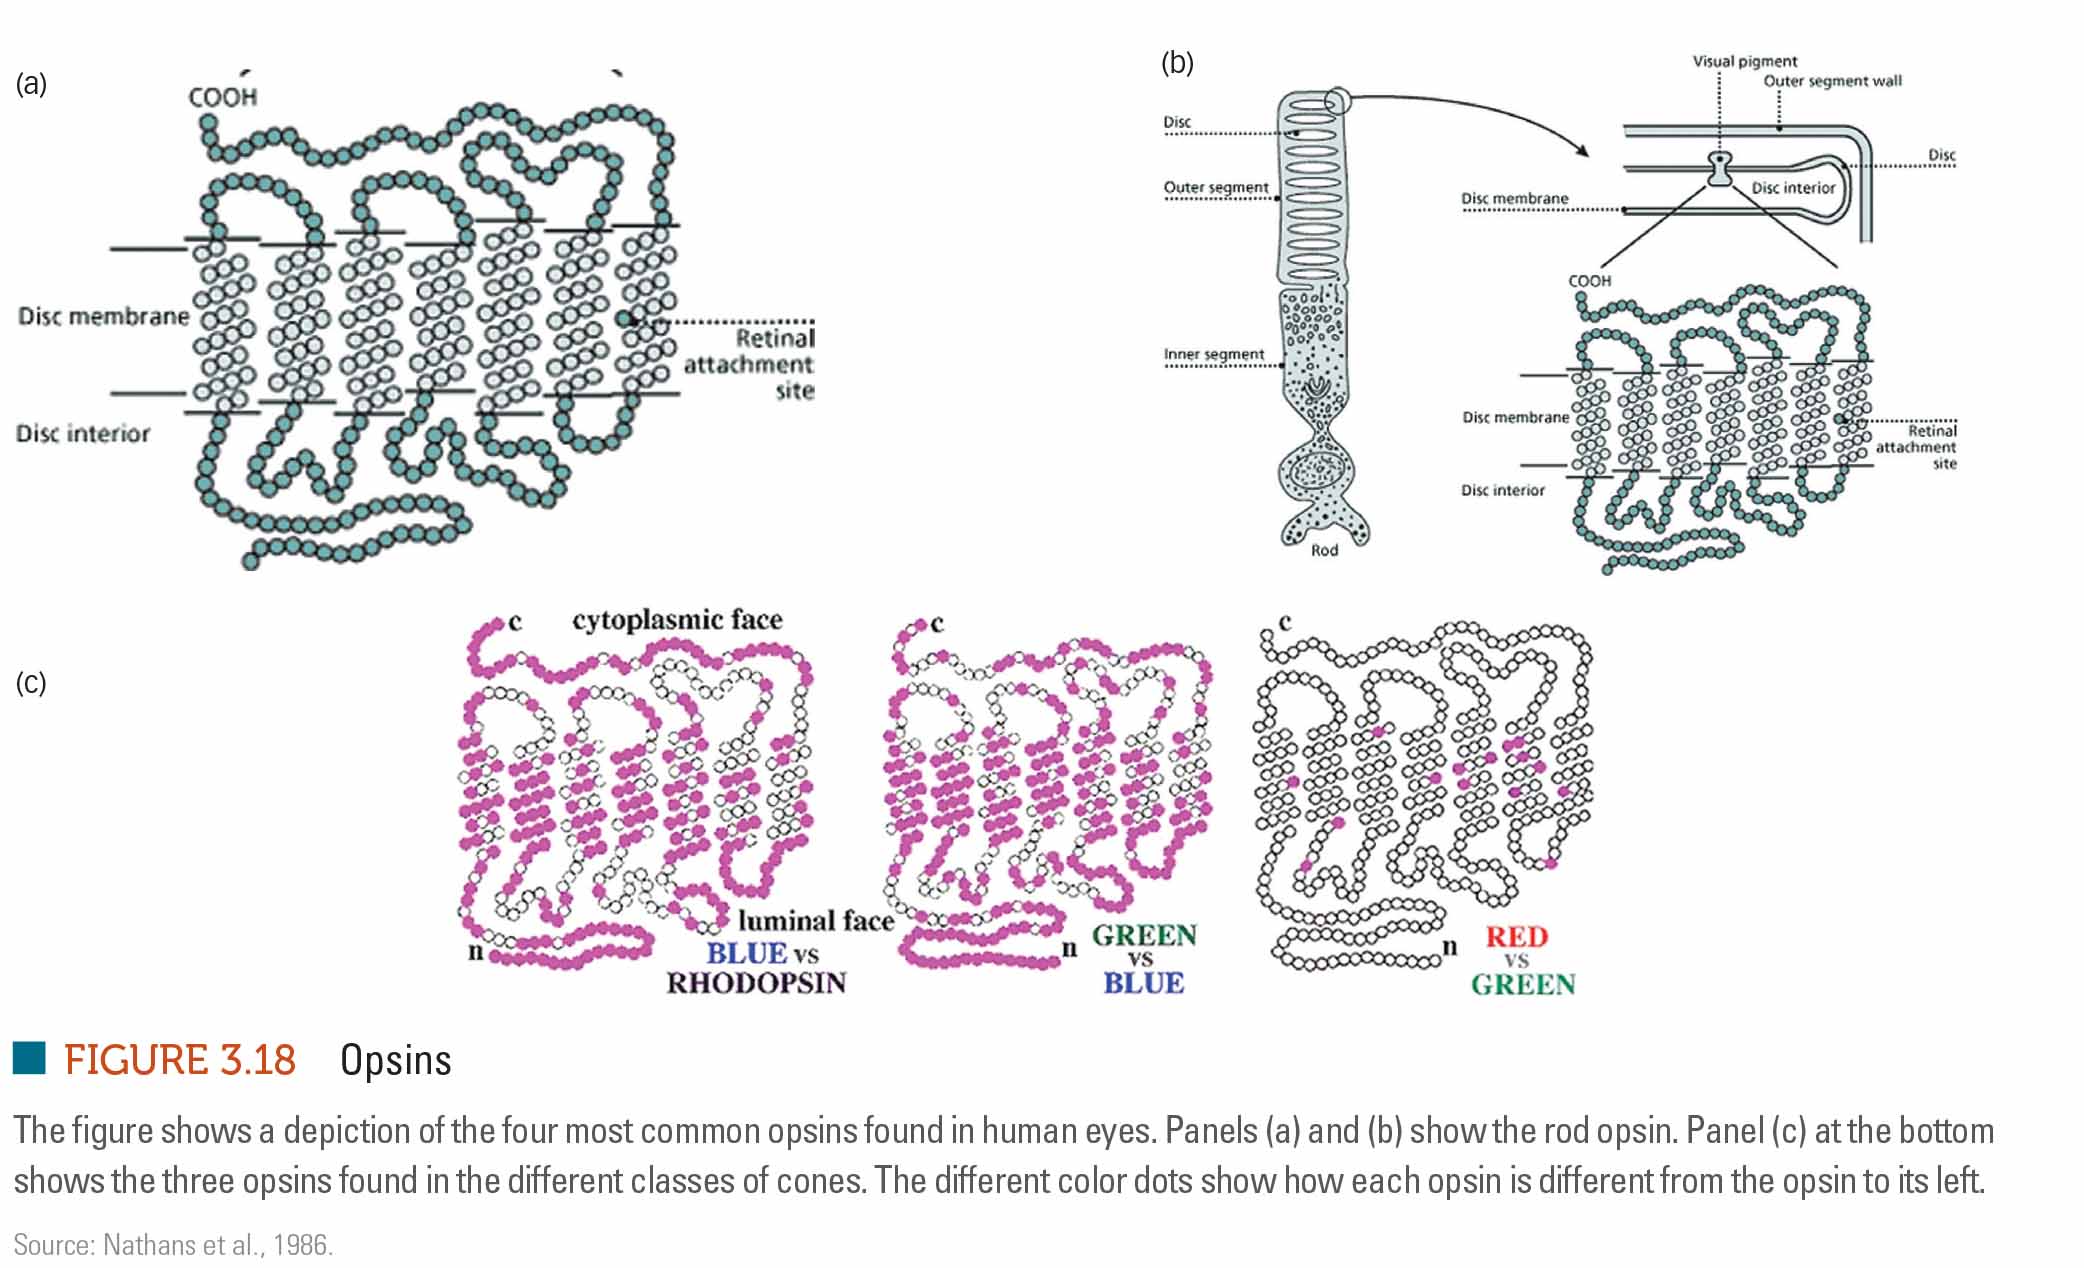 (a)
COOH
Disc membrane
Retinal
attachment
site
Disc interior
(b)
Visual pigment
Outer segment wall
Disc
Disc
Outer segment
Disc interior
Disc membrane
COOH
Inner segment
Disc membrane
Retinal
attachment
site
Disc interior
Rod
(c)
c
cytoplasmic face
n
luminal face
BLUE vs
RHODOPSIN
c
n
GREEN
vs
BLUE
c
n
RED
vs
GREEN
FIGURE 3.18 Opsins
The figure shows a depiction of the four most common opsins found in human eyes. Panels (a) and (b) show the rod opsin. Panel (c) at the bottom
shows the three opsins found in the different classes of cones. The different color dots show how each opsin is different from the opsin to its left.
Source: Nathans et al., 1986.